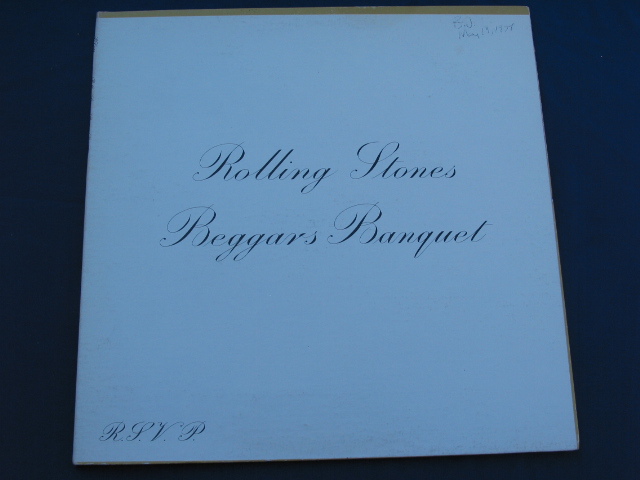 Rolling Stones
Beggars Banquet
R.S.V.P.